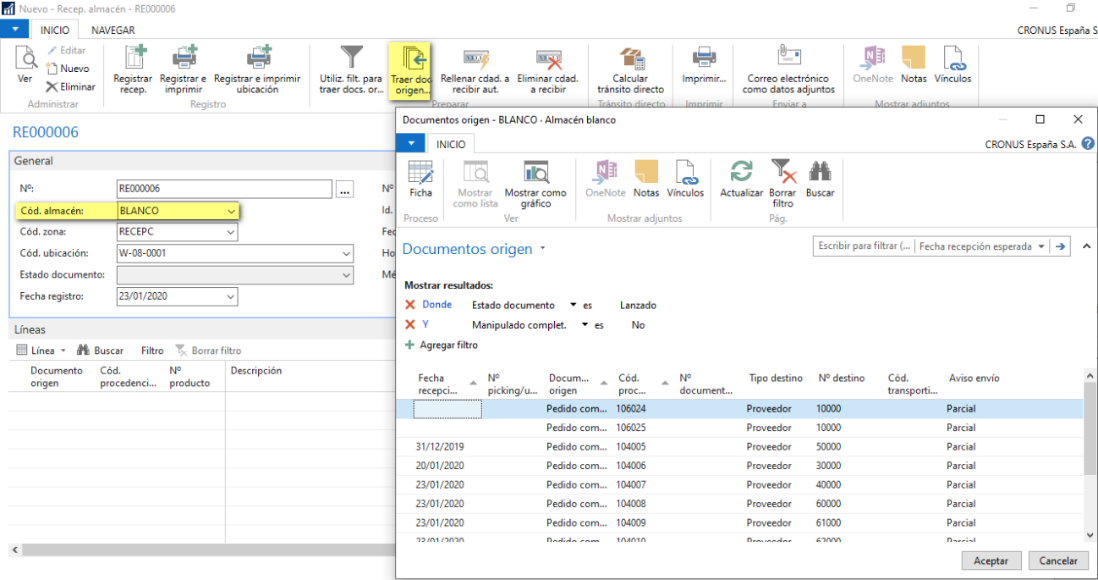 Nuevo - Recep. almacén - RE000006
INICIO NAVEGAR
CRONUS España S
Ver
Editar
Nuevo
Eliminar
Administrar
Registrar recep.
Registrar e imprimir
Registrar e imprimir ubicación
Registro
Utiliz. filt. para traer docs. or...
Traer doc origen...
Rellenar cdad. a recibir aut.
Eliminar cdad. a recibir
Preparar
Calcular tránsito directo
Tránsito directo
Imprimir...
Imprimir
Correo electrónico como datos adjuntos
Enviar a
OneNote Notas Vínculos
Mostrar adjuntos
RE000006
General
Nº: RE000006 ...
Cód. almacén: BLANCO
Cód. zona: RECEPC
Cód. ubicación: W-08-0001
Estado documento:
Fecha registro: 23/01/2020
Nº
Id.
Fec
Ho
Mé
Líneas
Línea Buscar Filtro Borrar filtro
Documento origen Cód. procedenci... Nº producto Descripción
Documentos origen - BLANCO · Almacén blanco
INICIO
CRONUS España S.A.
Ficha
Proceso
Mostrar como lista
Mostrar como gráfico
Ver
OneNote Notas Vínculos
Mostrar adjuntos
Actualizar Borrar filtro Buscar
Pág.
Documentos origen
Escribir para filtrar (... Fecha recepción esperada
Mostrar resultados:
Donde Estado documento es Lanzado
Y Manipulado complet. es No
Agregar filtro
Fecha recepci... Nº picking/u... Docum... origen Cód. proc... Nº document... Tipo destino Nº destino Cód. transporti... Aviso envío
Pedido com... 106024 Proveedor 10000 Parcial
Pedido com... 106025 Proveedor 10000 Parcial
31/12/2019 Pedido com... 104005 Proveedor 50000 Parcial
20/01/2020 Pedido com... 104006 Proveedor 30000 Parcial
23/01/2020 Pedido com... 104007 Proveedor 40000 Parcial
23/01/2020 Pedido com... 104008 Proveedor 60000 Parcial
23/01/2020 Pedido com... 104009 Proveedor 61000 Parcial
23/01/2020 Pedido com... 104010 Proveedor 62000 Parcial
Aceptar Cancelar